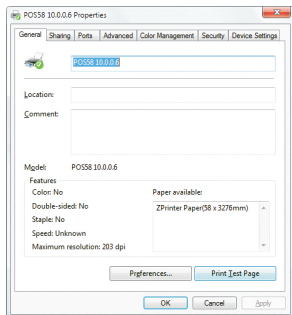 POS58 10.0.0.6 Properties
General Sharing Ports Advanced Color Management Security Device Settings
POS58 10.0.0.6
Location:
Comment:
Model: POS58 10.0.0.6
Features
Color: No
Paper available:
Double-sided: No
ZPrinter Paper(58 x 3276mm)
Staple: No
Speed: Unknown
Maximum resolution: 203 dpi
Preferences... Print Test Page
OK Cancel Apply